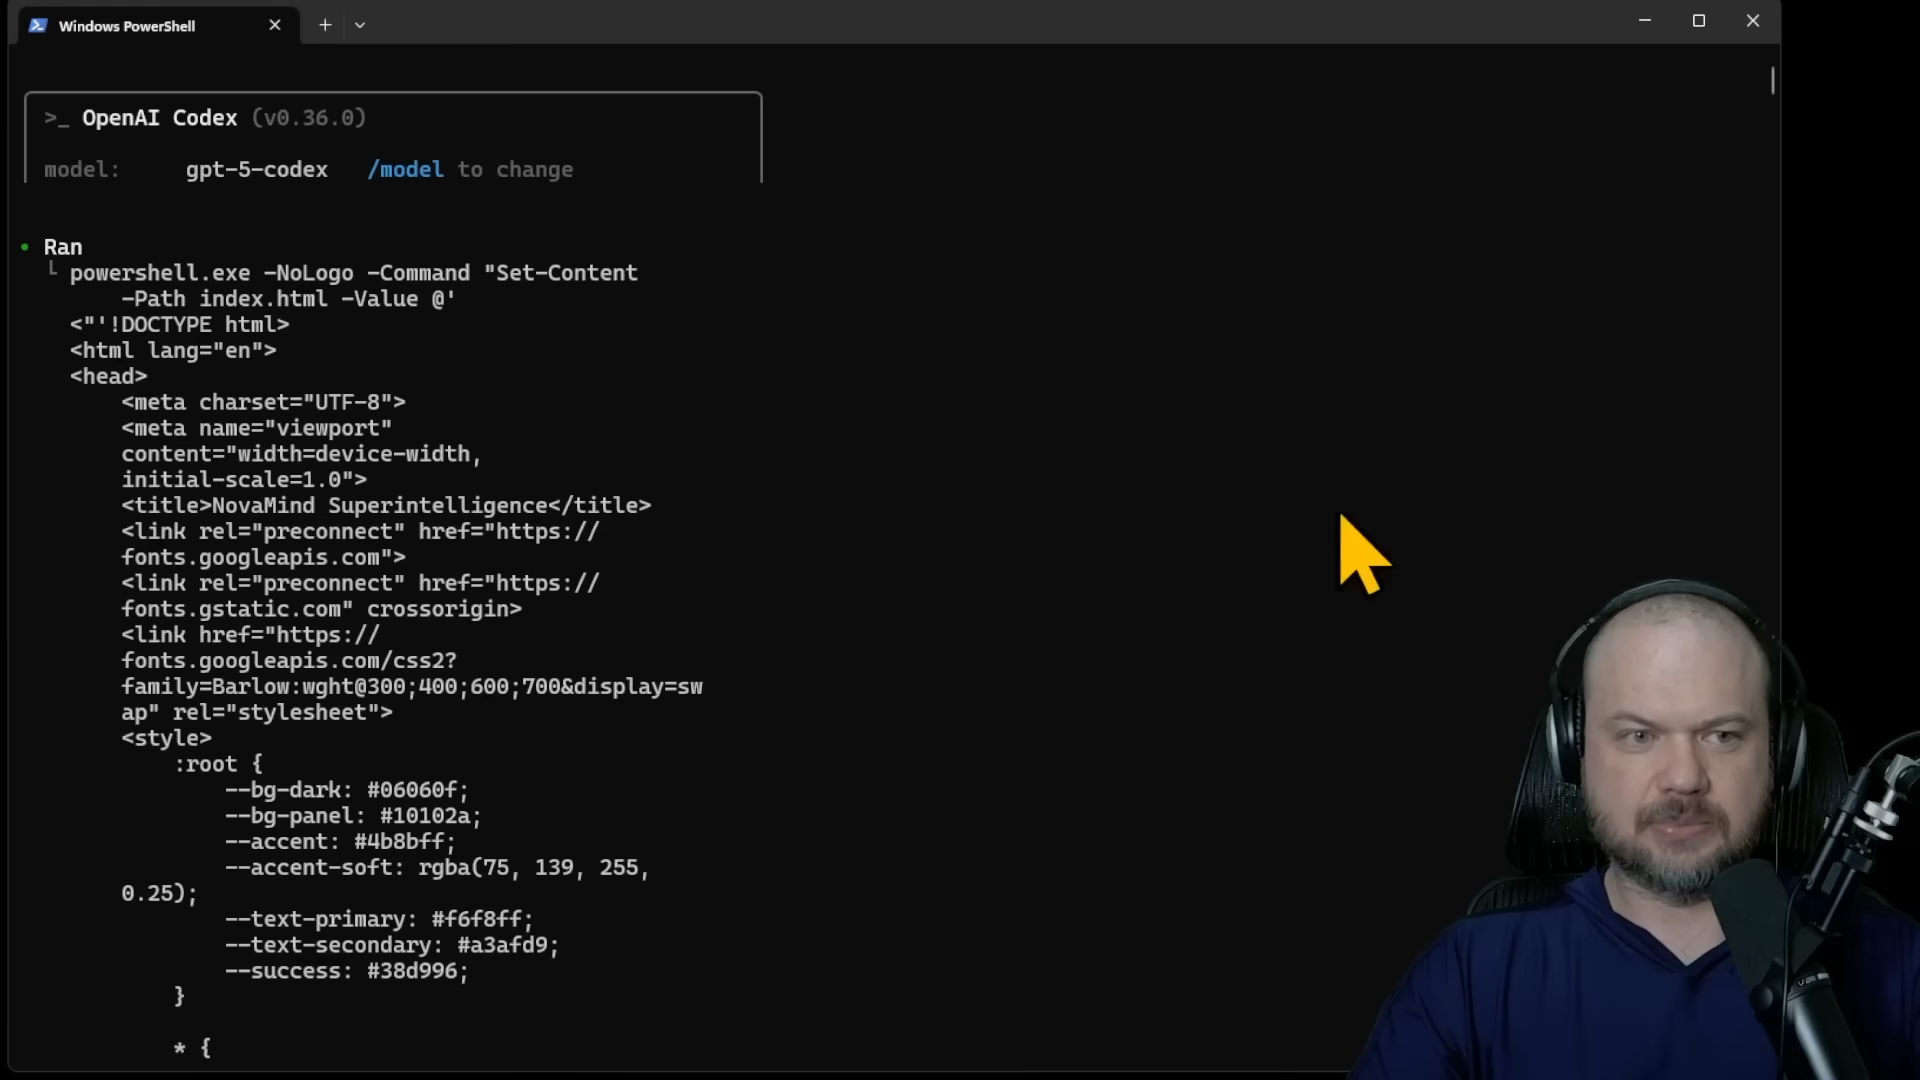 Windows PowerShell
>_ OpenAI Codex (v0.36.0)
model: gpt-5-codex /model to change
• Ran
└ powershell.exe -NoLogo -Command "Set-Content
-Path index.html -Value @'
<"'!DOCTYPE html>
<html lang="en">
<head>
<meta charset="UTF-8">
<meta name="viewport"
content="width=device-width,
initial-scale=1.0">
<title>NovaMind Superintelligence</title>
<link rel="preconnect" href="https://
fonts.googleapis.com">
<link rel="preconnect" href="https://
fonts.gstatic.com" crossorigin>
<link href="https://
fonts.googleapis.com/css2?
family=Barlow:wght@300;400;600;700&display=sw
ap" rel="stylesheet">
<style>
:root {
--bg-dark: #06060f;
--bg-panel: #10102a;
--accent: #4b8bff;
--accent-soft: rgba(75, 139, 255,
0.25);
--text-primary: #f6f8ff;
--text-secondary: #a3afd9;
--success: #38d996;
}
* {